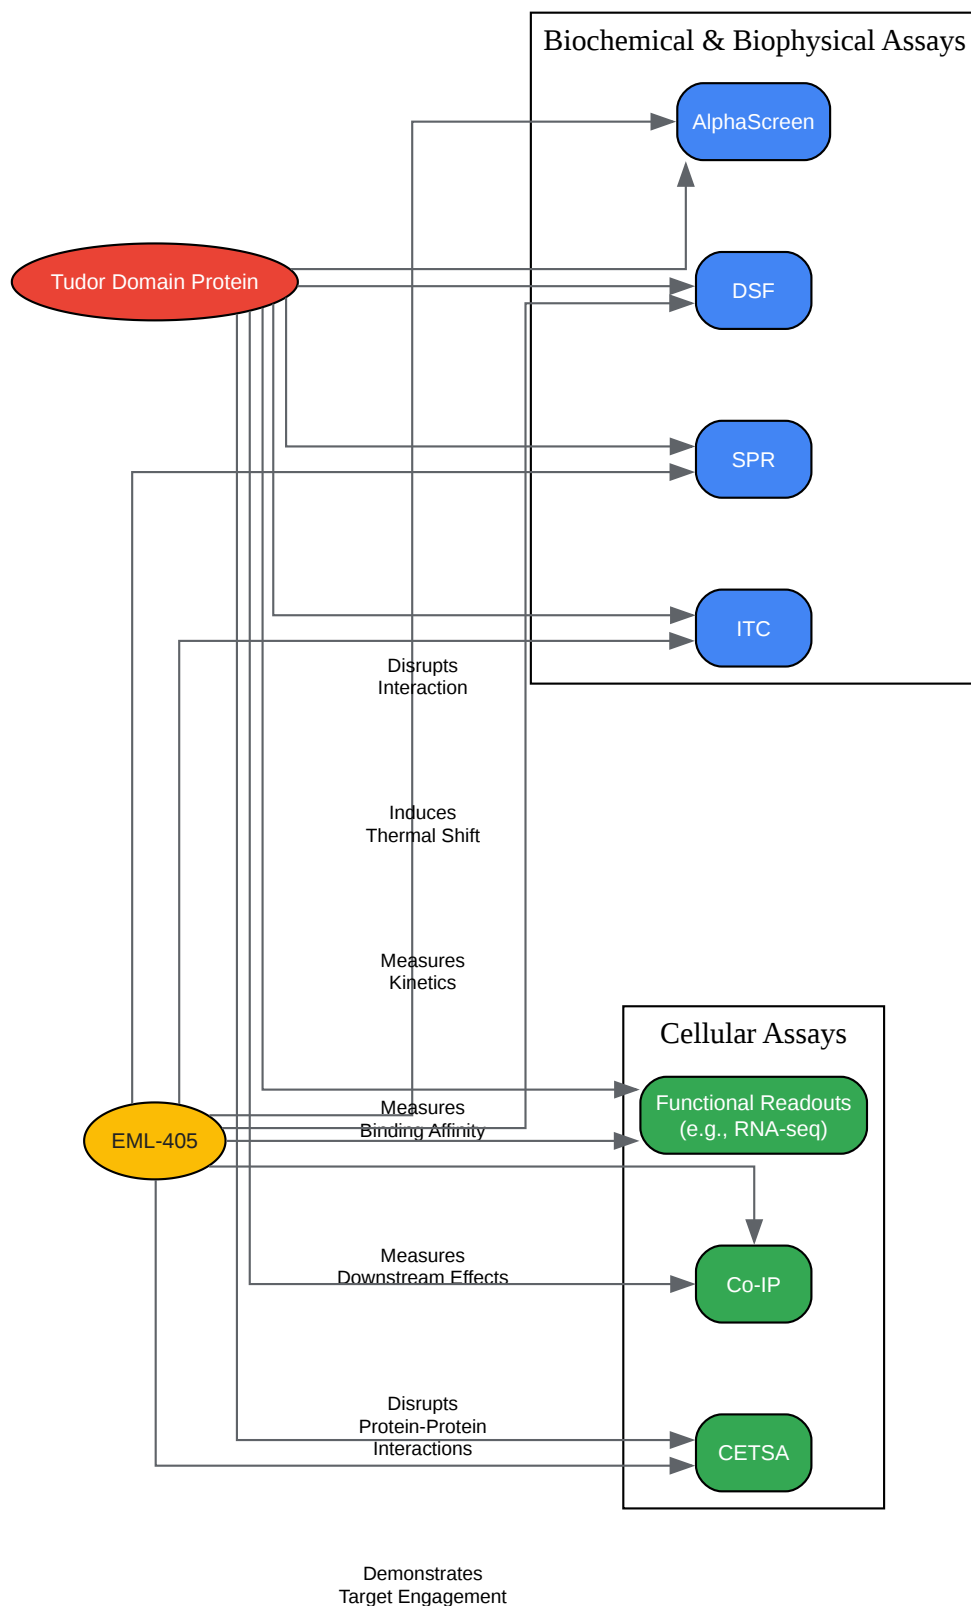 Biochemical & Biophysical Assays
AlphaScreen
Tudor Domain Protein
DSF
SPR
ITC
Disrupts
Interaction
Induces
Thermal Shift
Measures
Kinetics
Cellular Assays
Functional Readouts
(e.g., RNA-seq)
Measures
Binding Affinity
EML-405
Measures
Downstream Effects
Co-IP
Disrupts
Protein-Protein
Interactions
CETSA
Demonstrates
Target Engagement